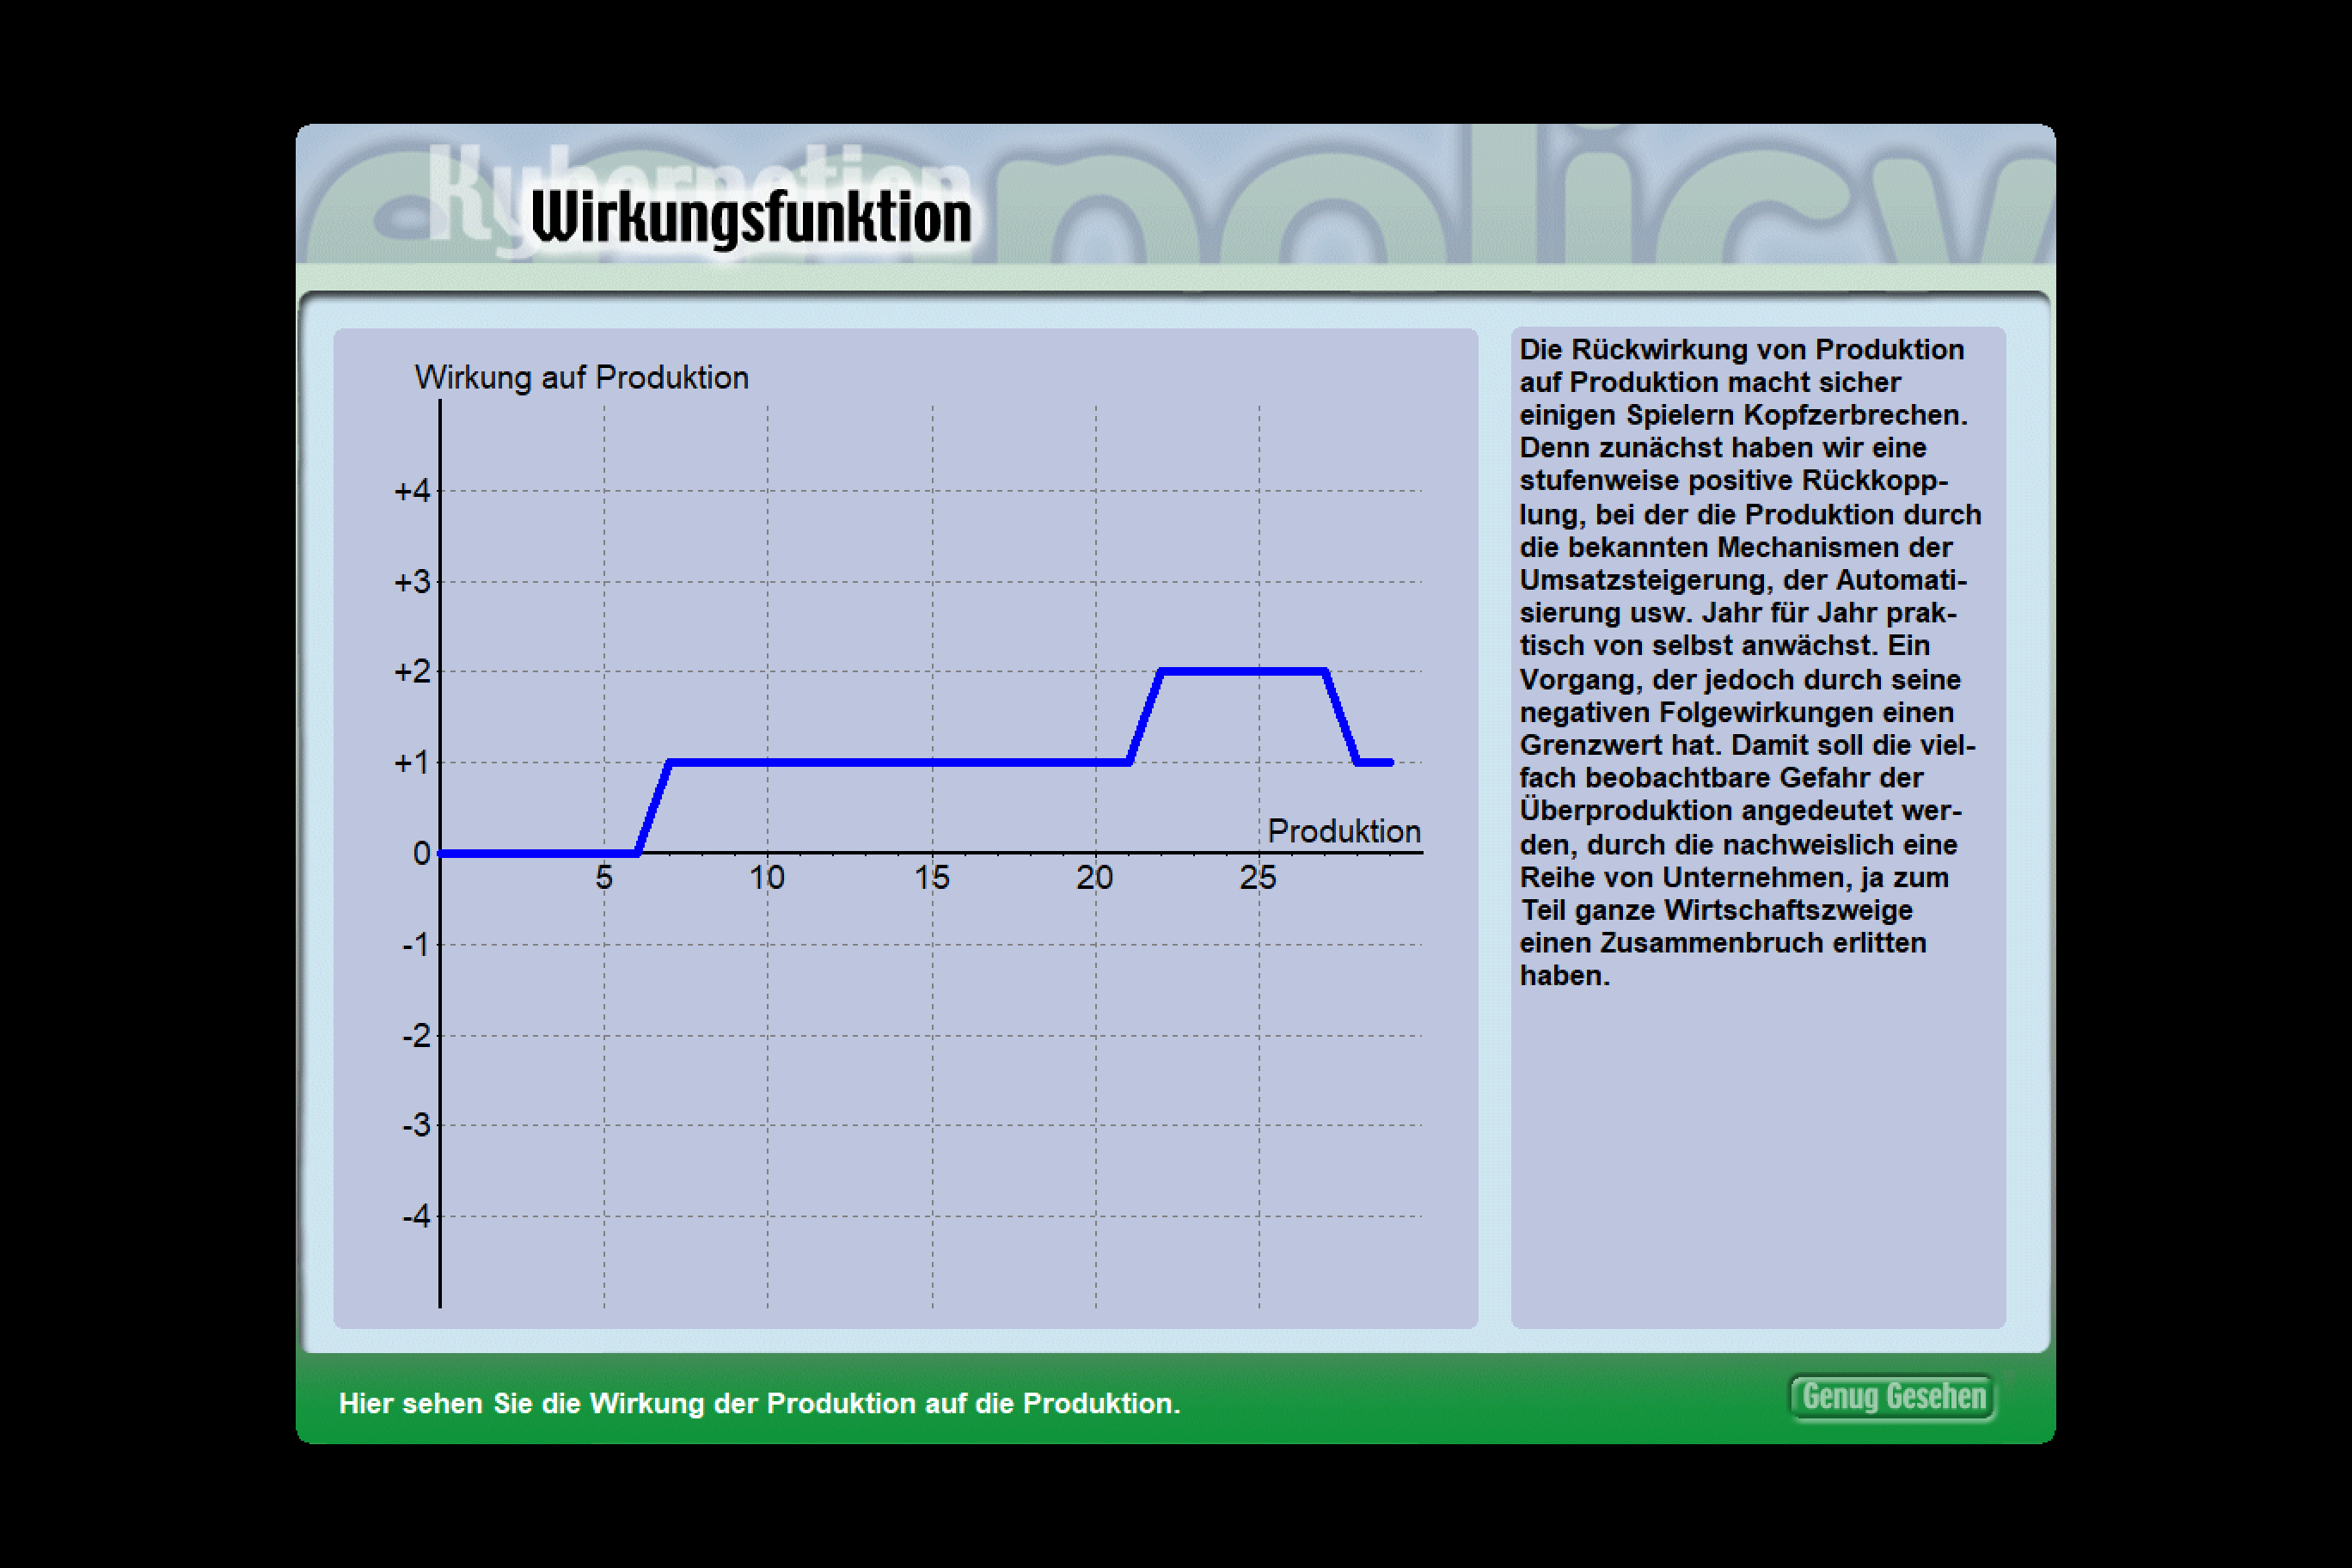 ecopolicy
Kybernetien
Wirkungsfunktion
Wirkung auf Produktion
+4
+3
+2
+1
0
-1
-2
-3
-4
5 10 15 20 25
Produktion
Die Rückwirkung von Produktion
auf Produktion macht sicher
einigen Spielern Kopfzerbrechen.
Denn zunächst haben wir eine
stufenweise positive Rückkopp-
lung, bei der die Produktion durch
die bekannten Mechanismen der
Umsatzsteigerung, der Automati-
sierung usw. Jahr für Jahr prak-
tisch von selbst anwächst. Ein
Vorgang, der jedoch durch seine
negativen Folgewirkungen einen
Grenzwert hat. Damit soll die viel-
fach beobachtbare Gefahr der
Überproduktion angedeutet wer-
den, durch die nachweislich eine
Reihe von Unternehmen, ja zum
Teil ganze Wirtschaftszweige
einen Zusammenbruch erlitten
haben.
Hier sehen Sie die Wirkung der Produktion auf die Produktion.
Genug Gesehen